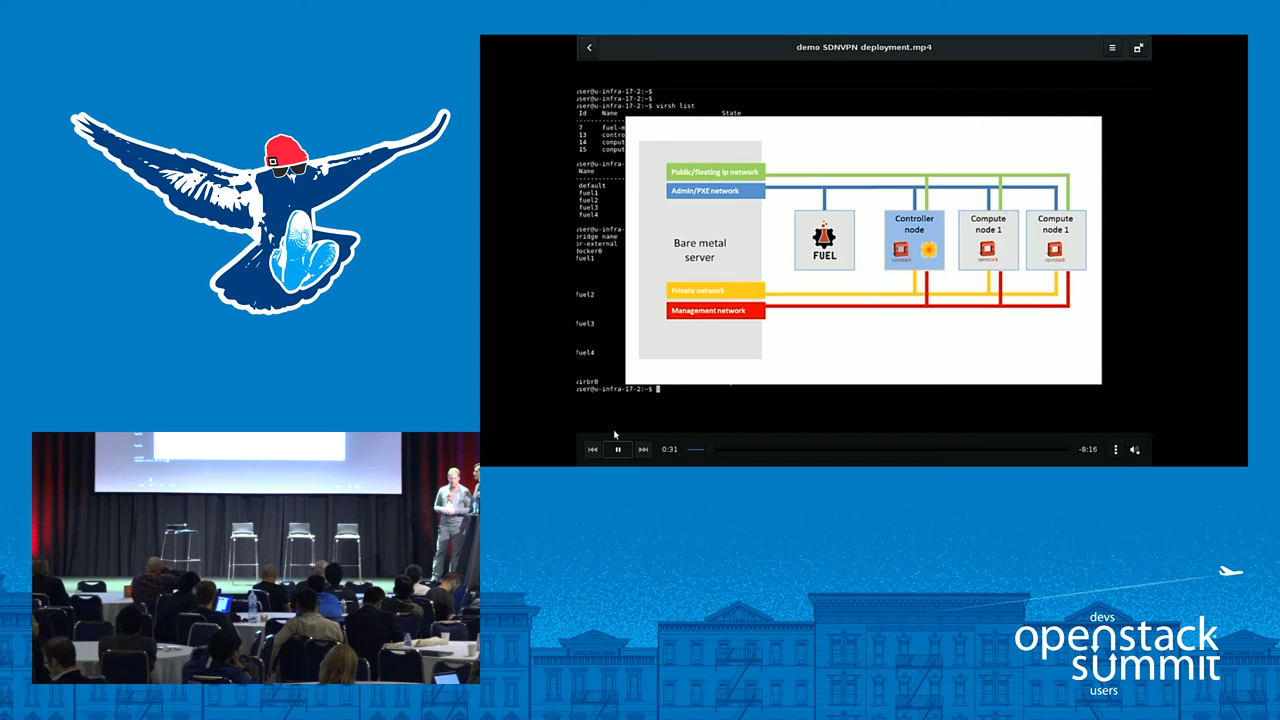 demo SDNVPN deployment.mp4
user@u-infra-17-2:~$
user@u-infra-17-2:~$
user@u-infra-17-2:~$ virsh list
Id Name State
7 fuel-m
13 contro
14 comput
15 comput
user@u-infra-
Name
default
fuel1
fuel2
fuel3
fuel4
user@u-infra-
bridge name
br-external
docker0
fuel1
fuel2
fuel3
fuel4
virbr0
user@u-infra-17-2:~$
Public/floating ip network
Admin/PXE network
Bare metal
server
Private network
Management network
FUEL
Controller
node
openstack
Compute
node 1
openstack
Compute
node 1
openstack
0:31
-8:16
devs
openstack
summit
users